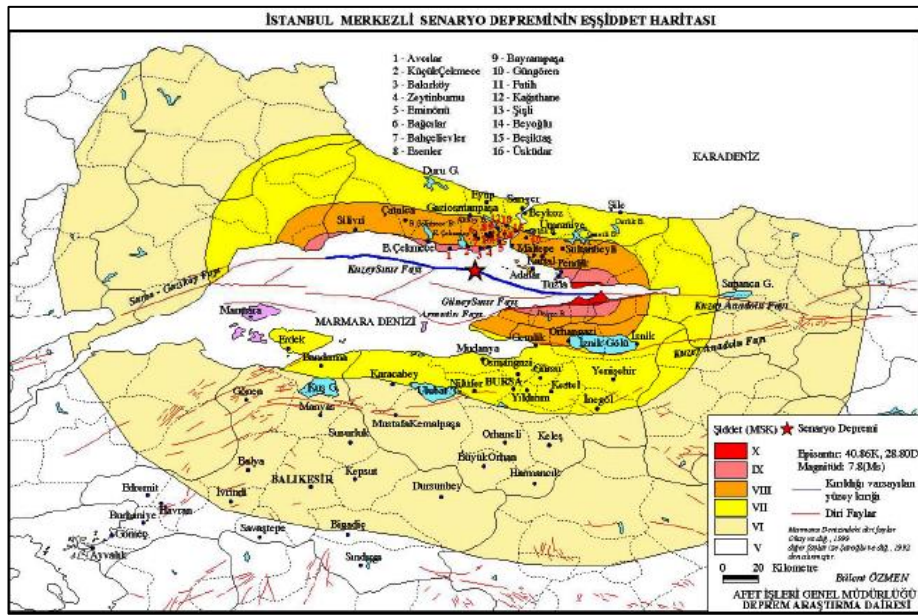 İSTANBUL MERKEZLİ SENARYO DEPREMİNİN EŞŞİDDET HARİTASI
1 - Avcılar
2 - KüçükÇekmece
3 - Bakırköy
4 - Zeytinburnu
5 - Eminönü
6 - Bağcılar
7 - Bahçelievler
8 - Esenler
9 - Bayrampaşa
10 - Güngören
11 - Fatih
12 - Kağıthane
13 - Şişli
14 - Beyoğlu
15 - Beşiktaş
16 - Üsküdar
KARADENİZ
Duru G.
Eyüp
Sarıyer
Beykoz
Şile
Gaziosmanpaşa
Çatalca
Silivri
Ümraniye
B.Çekmece
Maltepe
Sultanbeyli
Kartal
Pendik
Adalar
Tuzla
KuzeySınır Fayı
Sapanca G.
GüneySınır Fayı
Kuzey Anadolu Fayı
Armutlu Fayı
Marmara
MARMARA DENİZİ
Orhangazi
Gemlik
İznik Gölü
İznik
Kuzey Anadolu Fayı
Erdek
Mudanya
Bandırma
Osmangazi
Gürsu
Karacabey
Nilüfer
BURSA
Kestel
Yenişehir
Gönen
Kuş G.
Ulubat G.
Yıldırım
İnegöl
Manyas
MustafaKemalpaşa
Susurluk
Orhaneli
Keles
Balya
BüyükOrhan
Kepsut
Harmancık
BALIKESİR
Dursunbey
Edremit
İvrindi
Havran
Burhaniye
Bigadiç
Gömeç
Savaştepe
Ayvalık
Sındırgı
Şiddet (MSK)
Senaryo Depremi
X
IX
VIII
VII
VI
V
Episantır: 40.86K, 28.80D
Magnitüd: 7.8(Ms)
Kırıldığı varsayılan
yüzey kırığı
Diri Faylar
0 20 Kilometre
Bülent ÖZMEN
AFET İŞLERİ GENEL MÜDÜRLÜĞÜ
DEPREM ARAŞTIRMA DAİRESİ